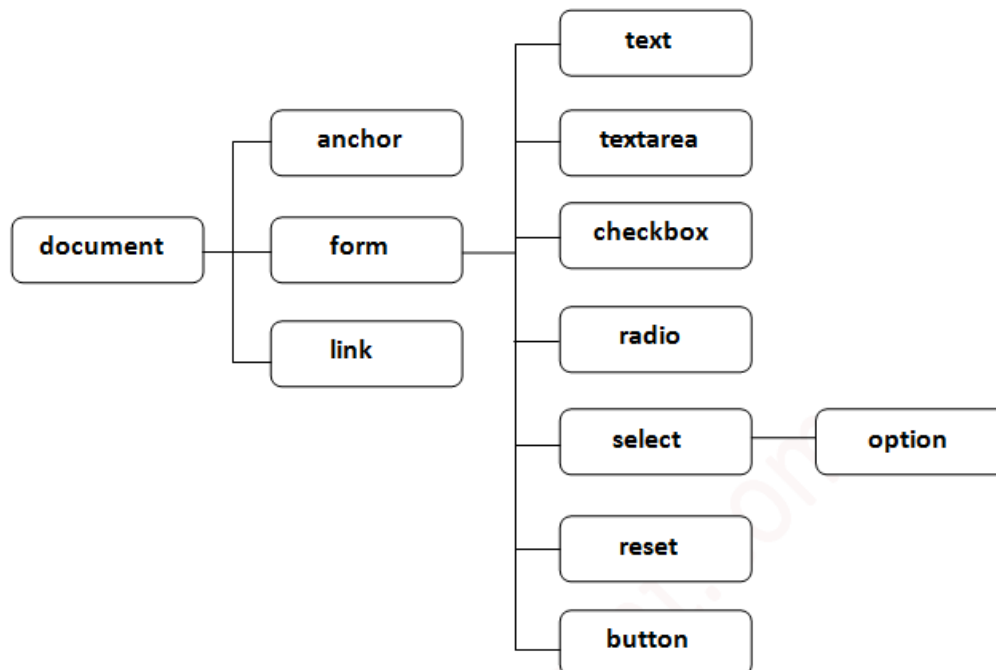 text
anchor
textarea
document
form
checkbox
link
radio
select
option
reset
button